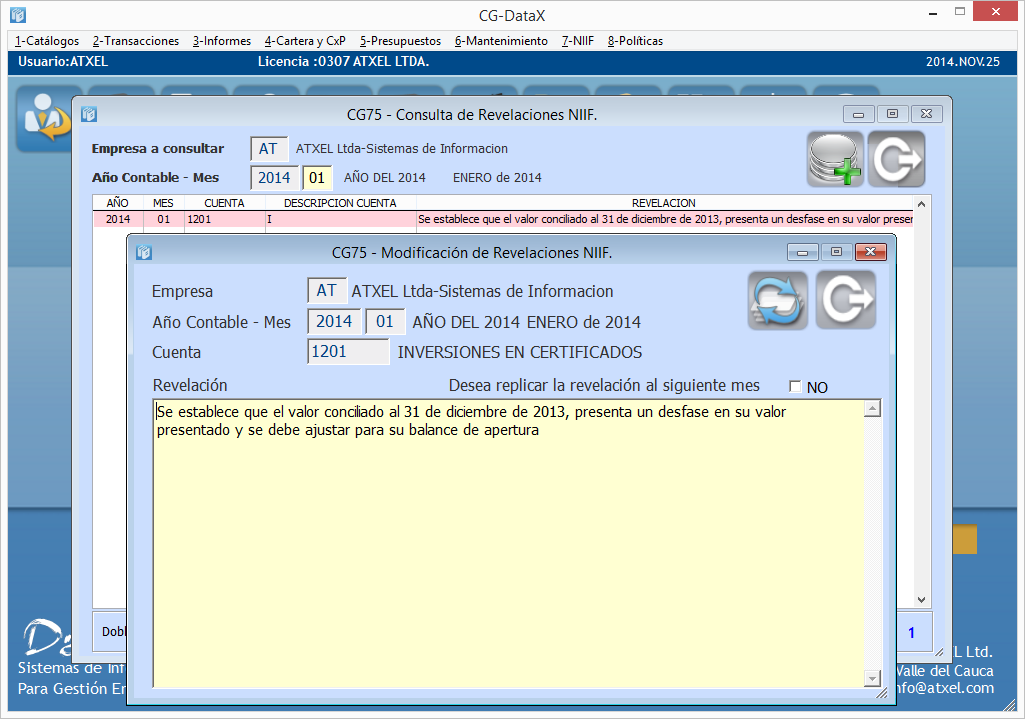 CG-DataX
1-Catálogos 2-Transacciones 3-Informes 4-Cartera y CxP 5-Presupuestos 6-Mantenimiento 7-NIIF 8-Políticas
Usuario:ATXEL Licencia :0307 ATXEL LTDA. 2014.NOV.25
CG75 - Consulta de Revelaciones NIIF.
Empresa a consultar AT ATXEL Ltda-Sistemas de Informacion
Año Contable - Mes 2014 01 AÑO DEL 2014 ENERO de 2014
AÑO MES CUENTA DESCRIPCION CUENTA REVELACION
2014 01 1201 I Se establece que el valor conciliado al 31 de diciembre de 2013, presenta un desfase en su valor preser
CG75 - Modificación de Revelaciones NIIF.
Empresa AT ATXEL Ltda-Sistemas de Informacion
Año Contable - Mes 2014 01 AÑO DEL 2014 ENERO de 2014
Cuenta 1201 INVERSIONES EN CERTIFICADOS
Revelación Desea replicar la revelación al siguiente mes NO
Se establece que el valor conciliado al 31 de diciembre de 2013, presenta un desfase en su valor
presentado y se debe ajustar para su balance de apertura
Dobl 1
Da L Ltd.
Sistemas de Inf Valle del Cauca
Para Gestión Em nfo@atxel.com